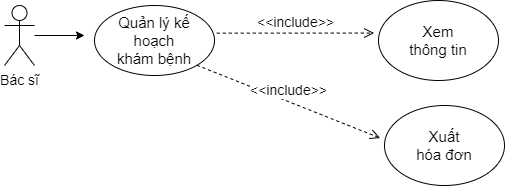 Quản lý kế
hoạch
khám bệnh
<<include>>
Xem
thông tin
Bác sĩ
<<include>>
Xuất
hóa đơn